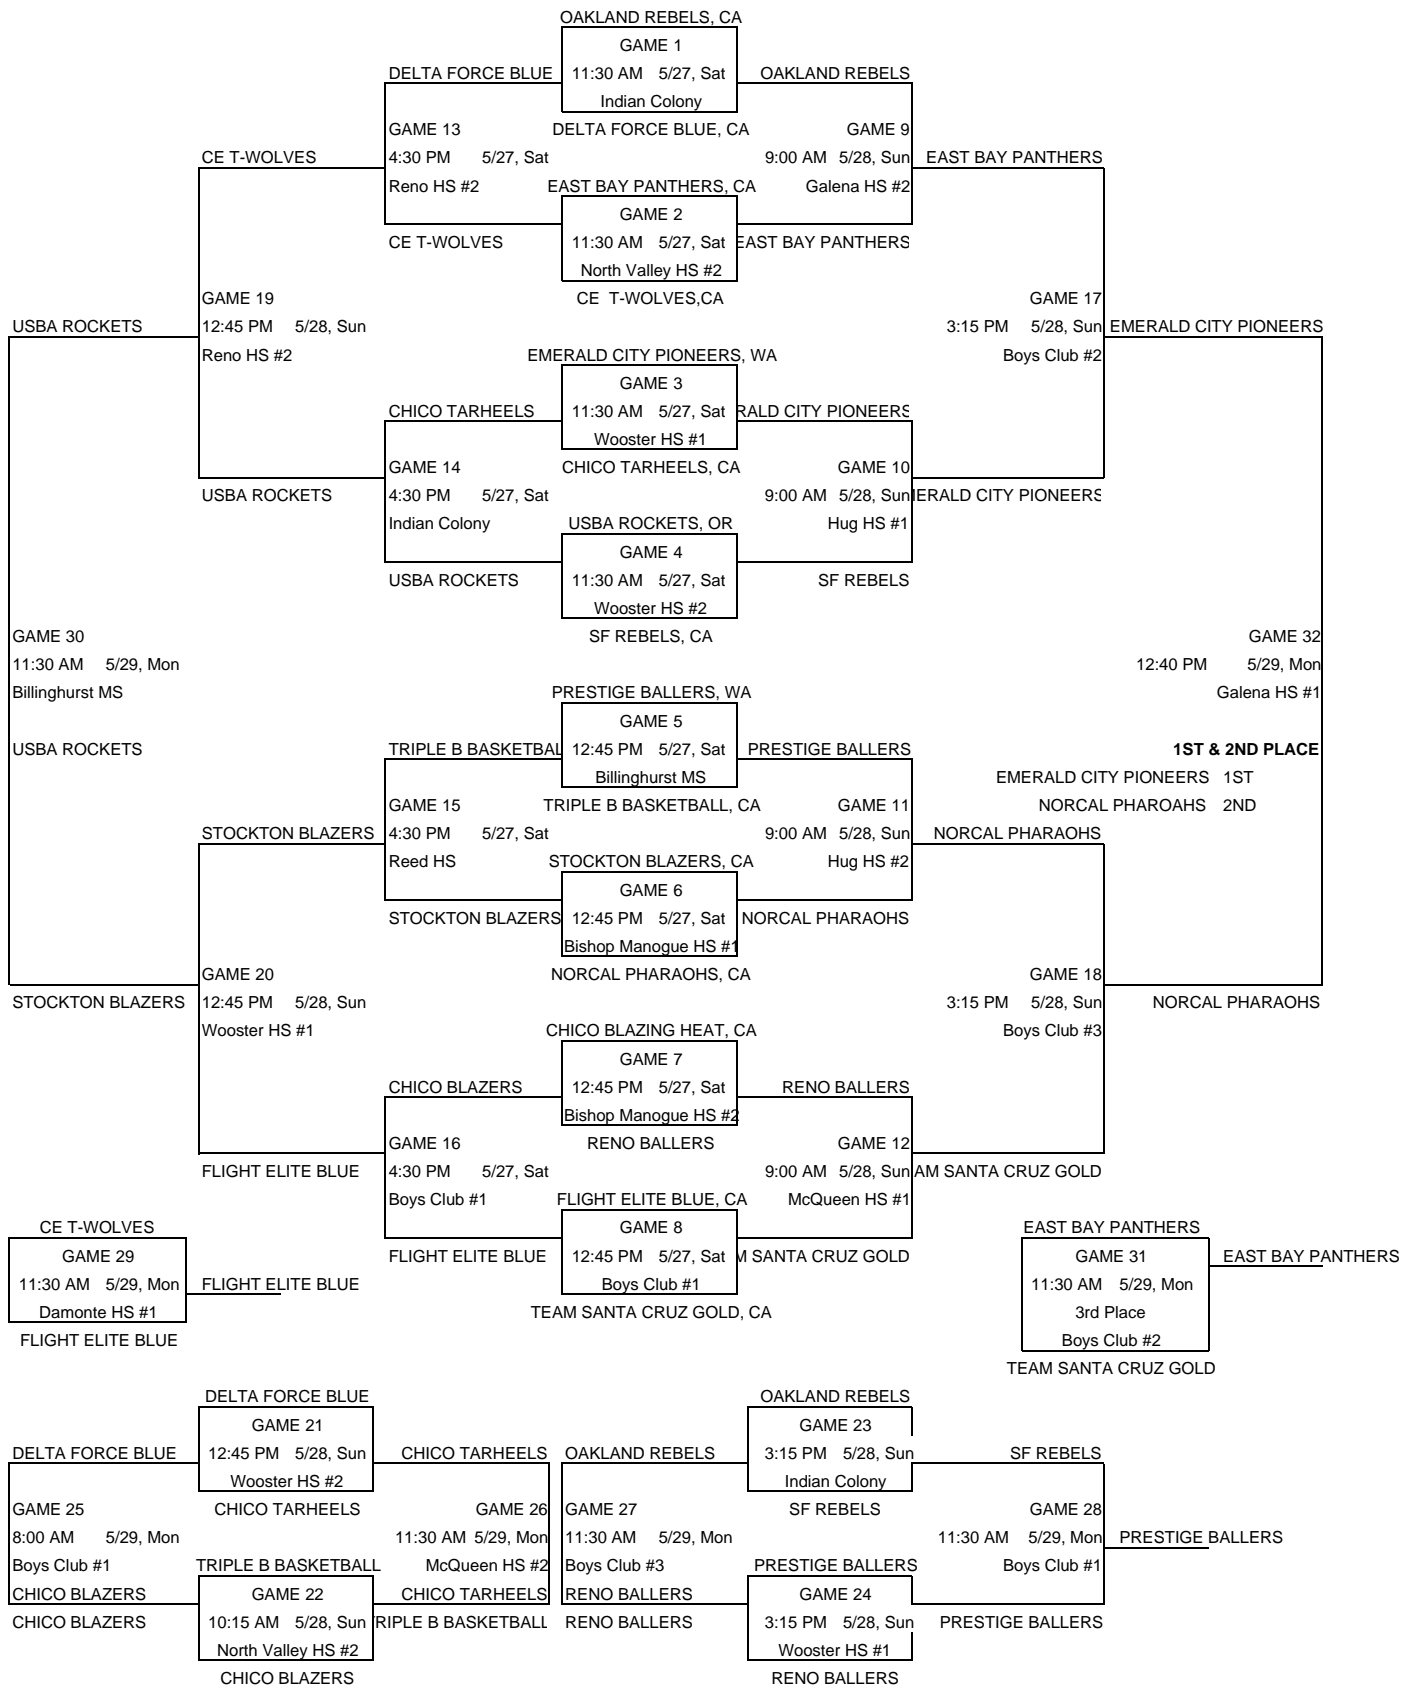 OAKLAND REBELS, CA
GAME 1
DELTA FORCE BLUE 11:30 AM 5/27, Sat OAKLAND REBELS
Indian Colony
GAME 13 DELTA FORCE BLUE, CA GAME 9
CE T-WOLVES 4:30 PM 5/27, Sat 9:00 AM 5/28, Sun EAST BAY PANTHERS
Reno HS #2 EAST BAY PANTHERS, CA Galena HS #2
GAME 2
CE T-WOLVES 11:30 AM 5/27, Sat EAST BAY PANTHERS
North Valley HS #2
GAME 19 CE T-WOLVES,CA GAME 17
USBA ROCKETS 12:45 PM 5/28, Sun 3:15 PM 5/28, Sun EMERALD CITY PIONEERS
Reno HS #2 EMERALD CITY PIONEERS, WA Boys Club #2
GAME 3
CHICO TARHEELS 11:30 AM 5/27, Sat RALD CITY PIONEERS
Wooster HS #1
GAME 14 CHICO TARHEELS, CA GAME 10
USBA ROCKETS 4:30 PM 5/27, Sat 9:00 AM 5/28, Sun ERALD CITY PIONEERS
Indian Colony USBA ROCKETS, OR Hug HS #1
GAME 4
USBA ROCKETS 11:30 AM 5/27, Sat SF REBELS
Wooster HS #2
GAME 30 SF REBELS, CA GAME 32
11:30 AM 5/29, Mon 12:40 PM 5/29, Mon
Billinghurst MS PRESTIGE BALLERS, WA Galena HS #1
GAME 5
USBA ROCKETS TRIPLE B BASKETBAL 12:45 PM 5/27, Sat PRESTIGE BALLERS 1ST & 2ND PLACE
Billinghurst MS EMERALD CITY PIONEERS 1ST
GAME 15 TRIPLE B BASKETBALL, CA GAME 11 NORCAL PHAROAHS 2ND
STOCKTON BLAZERS 4:30 PM 5/27, Sat 9:00 AM 5/28, Sun NORCAL PHARAOHS
Reed HS STOCKTON BLAZERS, CA Hug HS #2
GAME 6
STOCKTON BLAZERS 12:45 PM 5/27, Sat NORCAL PHARAOHS
Bishop Manogue HS #1
GAME 20 NORCAL PHARAOHS, CA GAME 18
STOCKTON BLAZERS 12:45 PM 5/28, Sun 3:15 PM 5/28, Sun NORCAL PHARAOHS
Wooster HS #1 CHICO BLAZING HEAT, CA Boys Club #3
GAME 7
CHICO BLAZERS 12:45 PM 5/27, Sat RENO BALLERS
Bishop Manogue HS #2
GAME 16 RENO BALLERS GAME 12
FLIGHT ELITE BLUE 4:30 PM 5/27, Sat 9:00 AM 5/28, Sun AM SANTA CRUZ GOLD
Boys Club #1 FLIGHT ELITE BLUE, CA McQueen HS #1
CE T-WOLVES GAME 8 EAST BAY PANTHERS
GAME 29 FLIGHT ELITE BLUE 12:45 PM 5/27, Sat M SANTA CRUZ GOLD GAME 31 EAST BAY PANTHERS
11:30 AM 5/29, Mon FLIGHT ELITE BLUE Boys Club #1 11:30 AM 5/29, Mon
Damonte HS #1 TEAM SANTA CRUZ GOLD, CA 3rd Place
FLIGHT ELITE BLUE Boys Club #2
TEAM SANTA CRUZ GOLD
DELTA FORCE BLUE OAKLAND REBELS
GAME 21 GAME 23
DELTA FORCE BLUE 12:45 PM 5/28, Sun CHICO TARHEELS OAKLAND REBELS 3:15 PM 5/28, Sun SF REBELS
Wooster HS #2 Indian Colony
GAME 25 CHICO TARHEELS GAME 26 GAME 27 SF REBELS GAME 28
8:00 AM 5/29, Mon 11:30 AM 5/29, Mon 11:30 AM 5/29, Mon 11:30 AM 5/29, Mon PRESTIGE BALLERS
Boys Club #1 TRIPLE B BASKETBALL McQueen HS #2 Boys Club #3 PRESTIGE BALLERS Boys Club #1
CHICO BLAZERS GAME 22 CHICO TARHEELS RENO BALLERS GAME 24
CHICO BLAZERS 10:15 AM 5/28, Sun TRIPLE B BASKETBALL RENO BALLERS 3:15 PM 5/28, Sun PRESTIGE BALLERS
North Valley HS #2 Wooster HS #1
CHICO BLAZERS RENO BALLERS